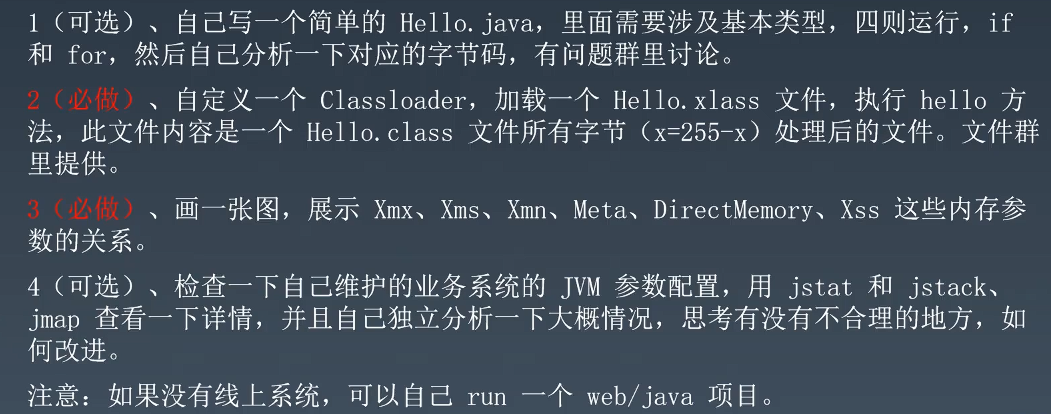 1（可选）、自己写一个简单的 Hello.java，里面需要涉及基本类型，四则运行，if
和 for，然后自己分析一下对应的字节码，有问题群里讨论。
2（必做）、自定义一个 Classloader，加载一个 Hello.xlass 文件，执行 hello 方
法，此文件内容是一个 Hello.class 文件所有字节（x=255-x）处理后的文件。文件群
里提供。
3（必做）、画一张图，展示 Xmx、Xms、Xmn、Meta、DirectMemory、Xss 这些内存参
数的关系。
4（可选）、检查一下自己维护的业务系统的 JVM 参数配置，用 jstat 和 jstack、
jmap 查看一下详情，并且自己独立分析一下大概情况，思考有没有不合理的地方，如
何改进。
注意：如果没有线上系统，可以自己 run 一个 web/java 项目。